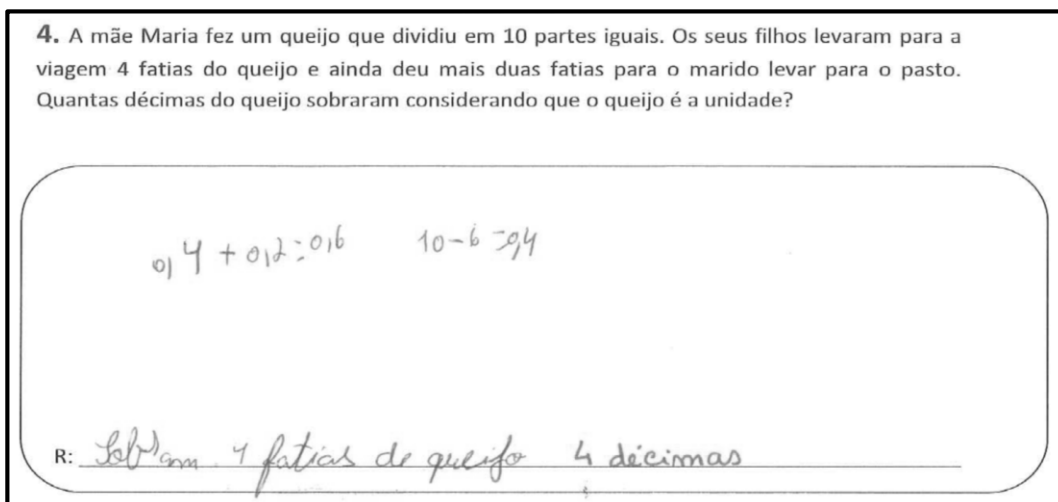 4. A mãe Maria fez um queijo que dividiu em 10 partes iguais. Os seus filhos levaram para a
viagem 4 fatias do queijo e ainda deu mais duas fatias para o marido levar para o pasto.
Quantas décimas do queijo sobraram considerando que o queijo é a unidade?
0,4 + 0,2 = 0,6 10-6 = 0,4
R: 4 fatias de queijo 4 décimas